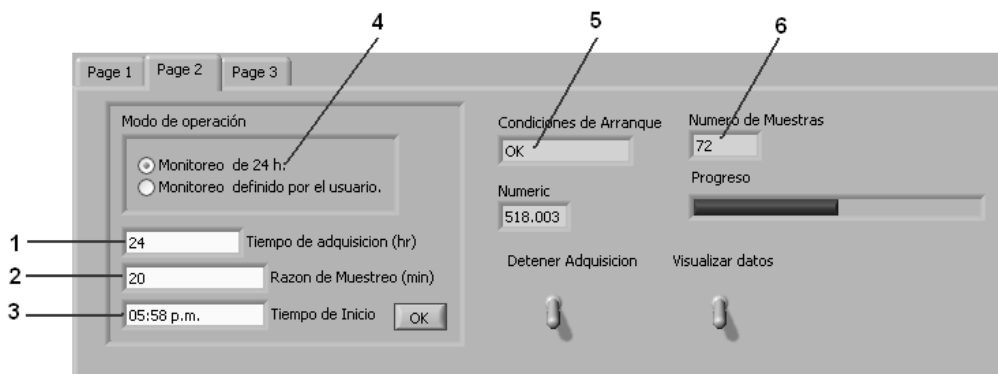 4
5
6
Page 1
Page 2
Page 3
Modo de operación
Monitoreo de 24 h.
Monitoreo definido por el usuario.
1
24
Tiempo de adquisicion (hr)
2
20
Razon de Muestreo (min)
3
05:58 p.m.
Tiempo de Inicio
OK
Condiciones de Arranque
OK
Numeric
518.003
Detener Adquisicion
Numero de Muestras
72
Progreso
Visualizar datos